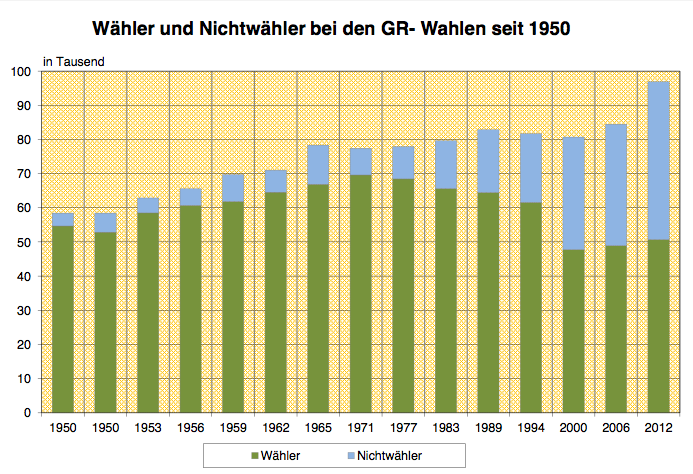 Wähler und Nichtwähler bei den GR- Wahlen seit 1950
in Tausend
100
90
80
70
60
50
40
30
20
10
0
1950 1950 1953 1956 1959 1962 1965 1971 1977 1983 1989 1994 2000 2006 2012
Wähler Nichtwähler